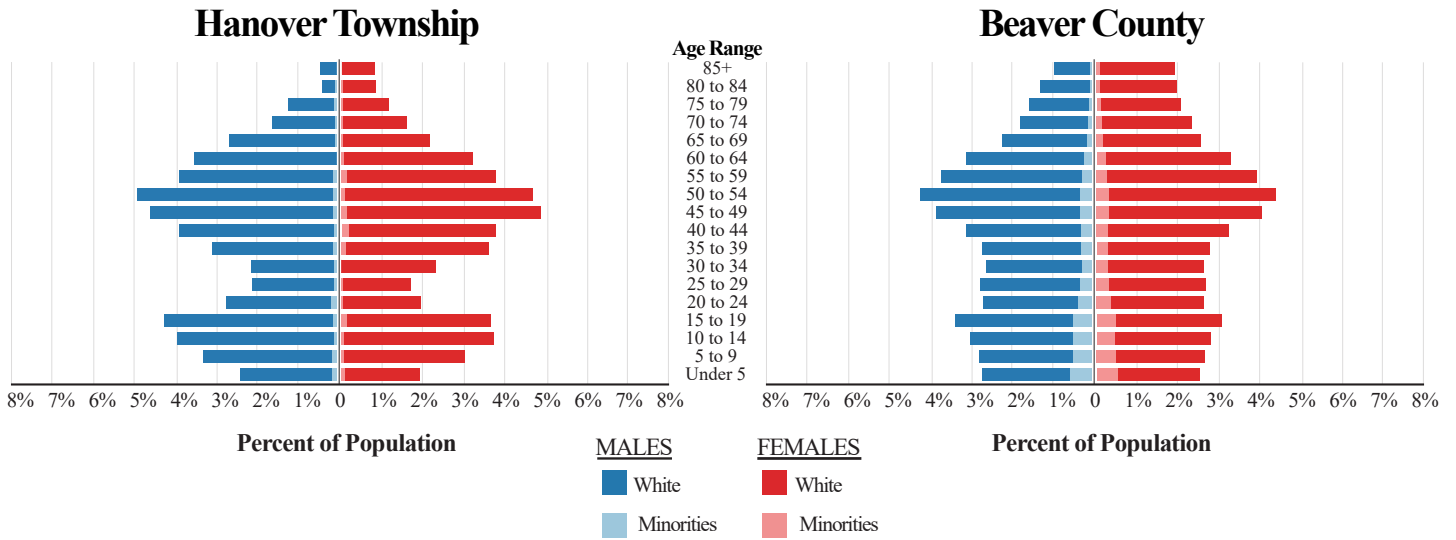 Hanover Township
Beaver County
Age Range
85+
80 to 84
75 to 79
70 to 74
65 to 69
60 to 64
55 to 59
50 to 54
45 to 49
40 to 44
35 to 39
30 to 34
25 to 29
20 to 24
15 to 19
10 to 14
5 to 9
Under 5
8% 7% 6% 5% 4% 3% 2% 1% 0 1% 2% 3% 4% 5% 6% 7% 8%
8% 7% 6% 5% 4% 3% 2% 1% 0 1% 2% 3% 4% 5% 6% 7% 8%
Percent of Population
Percent of Population
MALES
White
Minorities
FEMALES
White
Minorities